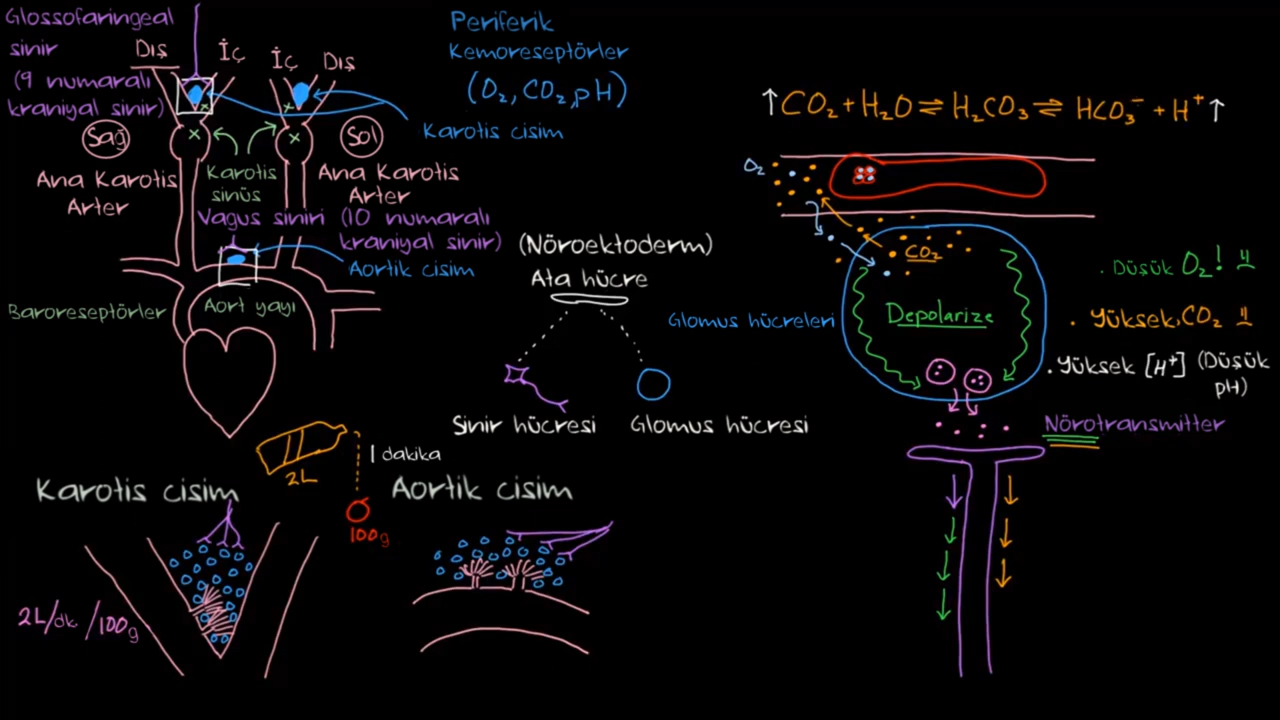 Glossofaringeal
sinir
(9 numaralı
kraniyal sinir)
Dış
İç
İç
Dış
Periferik
Kemoreseptörler
(O₂, CO₂, pH)
Karotis cisim
Sağ
Sol
Ana Karotis
Arter
Karotis
sinüs
Ana Karotis
Arter
Vagus siniri (10 numaralı
kraniyal sinir)
Aortik cisim
Baroreseptörler
Aort yayı
(Nöroektoderm)
Ata hücre
Sinir hücresi
Glomus hücresi
2L
1 dakika
100g
Karotis cisim
Aortik cisim
2L/dk/100g
↑CO₂+H₂O⇌H₂CO₃⇌HCO₃⁻+H⁺↑
O₂
CO₂
Glomus hücreleri
Depolarize
. Düşük O₂!
. Yüksek CO₂
. Yüksek [H⁺] (Düşük
pH)
Nörotransmitter